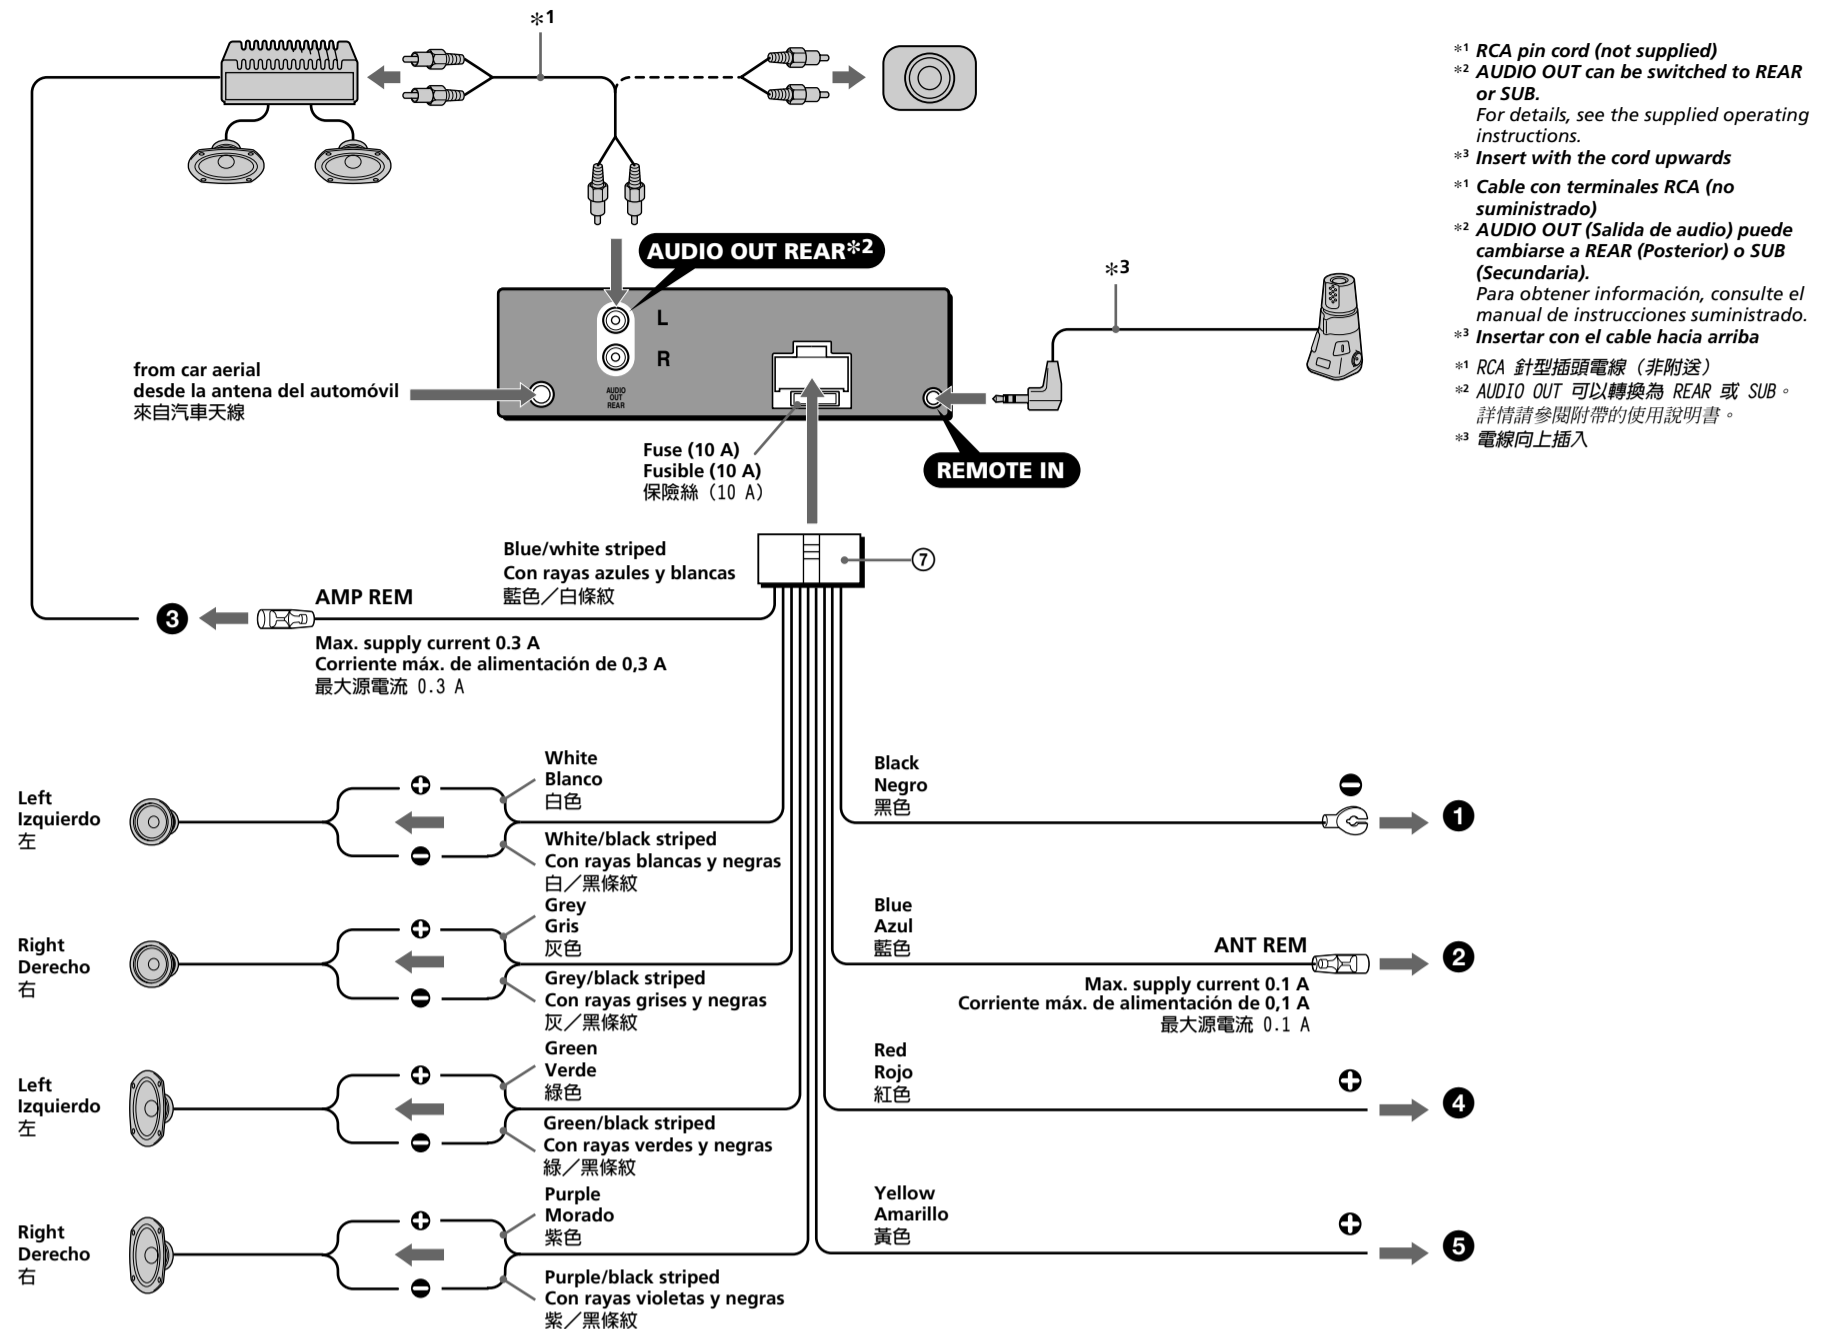 *1
*1 RCA pin cord (not supplied)
*2 AUDIO OUT can be switched to REAR
or SUB.
For details, see the supplied operating
instructions.
*3 Insert with the cord upwards
*1 Cable con terminales RCA (no
suministrado)
*2 AUDIO OUT (Salida de audio) puede
cambiarse a REAR (Posterior) o SUB
(Secundaria).
Para obtener información, consulte el
manual de instrucciones suministrado.
*3 Insertar con el cable hacia arriba
*1 RCA 針型插頭電線（非附送）
*2 AUDIO OUT 可以轉換為 REAR 或 SUB。
詳情請參閱附帶的使用說明書。
*3 電線向上插入
AUDIO OUT REAR*2
*3
L
R
AUDIO
OUT
REAR
from car aerial
desde la antena del automóvil
來自汽車天線
Fuse (10 A)
Fusible (10 A)
保險絲（10 A）
REMOTE IN
Blue/white striped
Con rayas azules y blancas
藍色／白條紋
⑦
AMP REM
❸
Max. supply current 0.3 A
Corriente máx. de alimentación de 0,3 A
最大源電流 0.3 A
Left
Izquierdo
左
White
Blanco
白色
White/black striped
Con rayas blancas y negras
白／黑條紋
Right
Derecho
右
Grey
Gris
灰色
Grey/black striped
Con rayas grises y negras
灰／黑條紋
Left
Izquierdo
左
Green
Verde
綠色
Green/black striped
Con rayas verdes y negras
綠／黑條紋
Right
Derecho
右
Purple
Morado
紫色
Purple/black striped
Con rayas violetas y negras
紫／黑條紋
Black
Negro
黑色
❶
Blue
Azul
藍色
ANT REM
❷
Max. supply current 0.1 A
Corriente máx. de alimentación de 0,1 A
最大源電流 0.1 A
Red
Rojo
紅色
❹
Yellow
Amarillo
黃色
❺